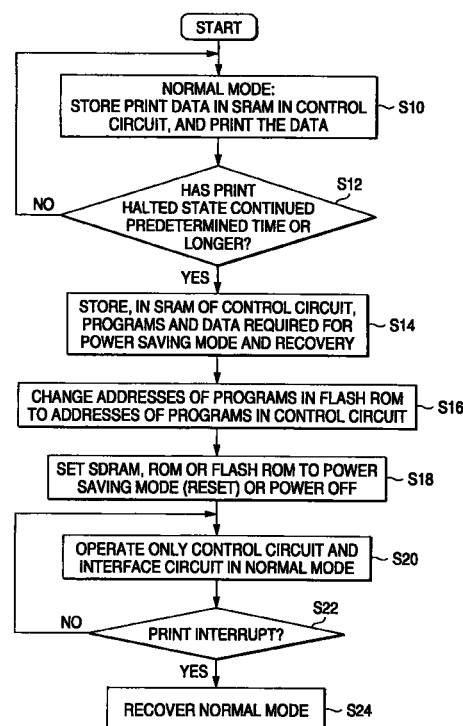 START
NORMAL MODE:
STORE PRINT DATA IN SRAM IN CONTROL
CIRCUIT, AND PRINT THE DATA
S10
HAS PRINT
HALTED STATE CONTINUED
PREDETERMINED TIME OR
LONGER?
S12
NO
YES
STORE, IN SRAM OF CONTROL CIRCUIT,
PROGRAMS AND DATA REQUIRED FOR
POWER SAVING MODE AND RECOVERY
S14
CHANGE ADDRESSES OF PROGRAMS IN FLASH ROM
TO ADDRESSES OF PROGRAMS IN CONTROL CIRCUIT
S16
SET SDRAM, ROM OR FLASH ROM TO POWER
SAVING MODE (RESET) OR POWER OFF
S18
OPERATE ONLY CONTROL CIRCUIT AND
INTERFACE CIRCUIT IN NORMAL MODE
S20
S22
NO
PRINT INTERRUPT?
YES
RECOVER NORMAL MODE
S24